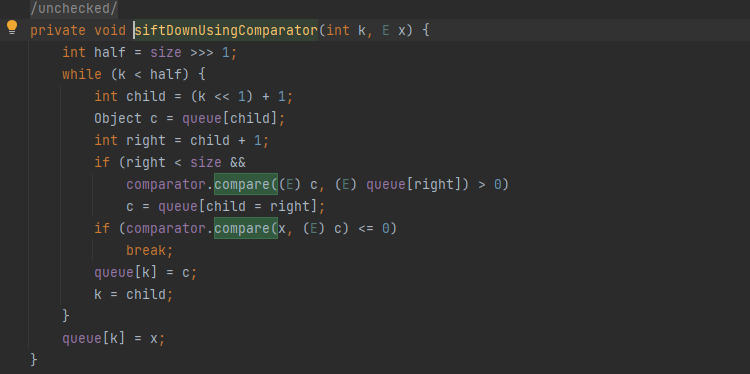 /unchecked/
private void siftDownUsingComparator(int k, E x) {
    int half = size >>> 1;
    while (k < half) {
        int child = (k << 1) + 1;
        Object c = queue[child];
        int right = child + 1;
        if (right < size &&
            comparator.compare((E) c, (E) queue[right]) > 0)
            c = queue[child = right];
        if (comparator.compare(x, (E) c) <= 0)
            break;
        queue[k] = c;
        k = child;
    }
    queue[k] = x;
}